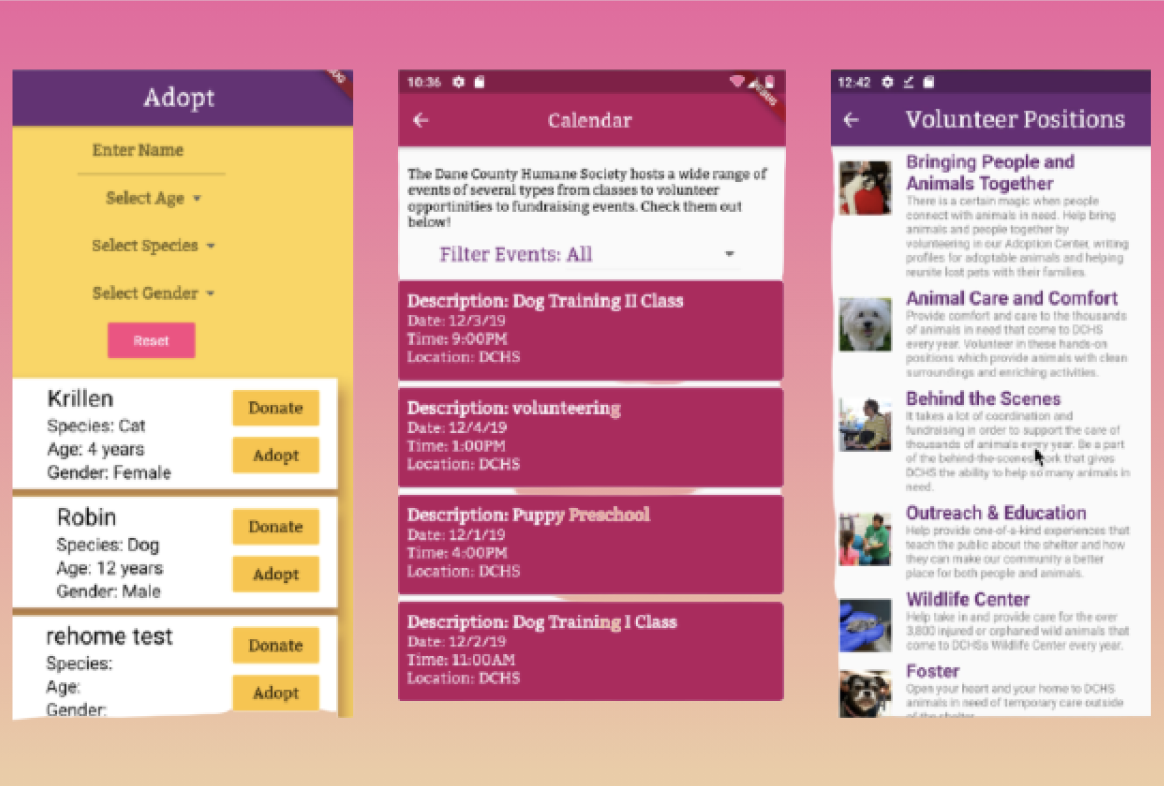 Adopt
Enter Name
Select Age
Select Species
Select Gender
Reset
Krillen
Species: Cat
Age: 4 years
Gender: Female
Donate
Adopt
Robin
Species: Dog
Age: 12 years
Gender: Male
Donate
Adopt
rehome test
Species:
Age:
Gender:
Donate
Adopt
10:36
DEBUG
Calendar
The Dane County Humane Society hosts a wide range of
events of several types from classes to volunteer
opportinities to fundraising events. Check them out
below!
Filter Events: All
Description: Dog Training II Class
Date: 12/3/19
Time: 9:00PM
Location: DCHS
Description: volunteering
Date: 12/4/19
Time: 1:00PM
Location: DCHS
Description: Puppy Preschool
Date: 12/1/19
Time: 4:00PM
Location: DCHS
Description: Dog Training I Class
Date: 12/2/19
Time: 11:00AM
Location: DCHS
12:42
Volunteer Positions
Bringing People and
Animals Together
There is a certain magic when people
connect with animals in need. Help bring
animals and people together by
volunteering in our Adoption Center, writing
profiles for adoptable animals and helping
reunite lost pets with their families.
Animal Care and Comfort
Provide comfort and care to the thousands
of animals in need that come to DCHS
every year. Volunteer in these hands-on
positions which provide animals with clean
surroundings and enriching activities.
Behind the Scenes
It takes a lot of coordination and
fundraising in order to support the care of
thousands of animals every year. Be a part
of the behind-the-scenes work that gives
DCHS the ability to help so many animals in
need.
Outreach & Education
Help provide one-of-a-kind experiences that
teach the public about the shelter and how
they can make our community a better
place for both people and animals.
Wildlife Center
Help take in and provide care for the over
3,800 injured or orphaned wild animals that
come to DCHSs Wildlife Center every year.
Foster
Open your heart and your home to DCHS
animals in need of temporary care outside
of the shelter.